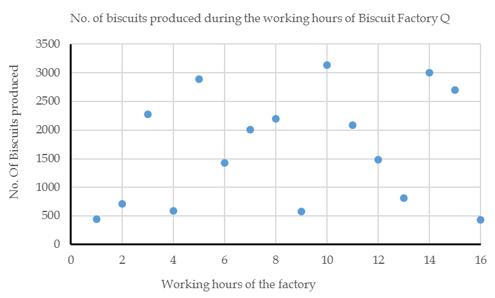 No. of biscuits produced during the working hours of Biscuit Factory Q
3500
3000
2500
2000
1500
1000
500
0
No. Of Biscuits produced
0 2 4 6 8 10 12 14 16
Working hours of the factory